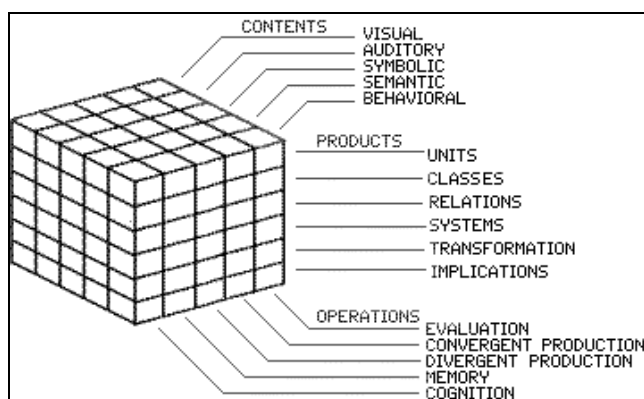 CONTENTS
VISUAL
AUDITORY
SYMBOLIC
SEMANTIC
BEHAVIORAL
PRODUCTS
UNITS
CLASSES
RELATIONS
SYSTEMS
TRANSFORMATION
IMPLICATIONS
OPERATIONS
EVALUATION
CONVERGENT PRODUCTION
DIVERGENT PRODUCTION
MEMORY
COGNITION